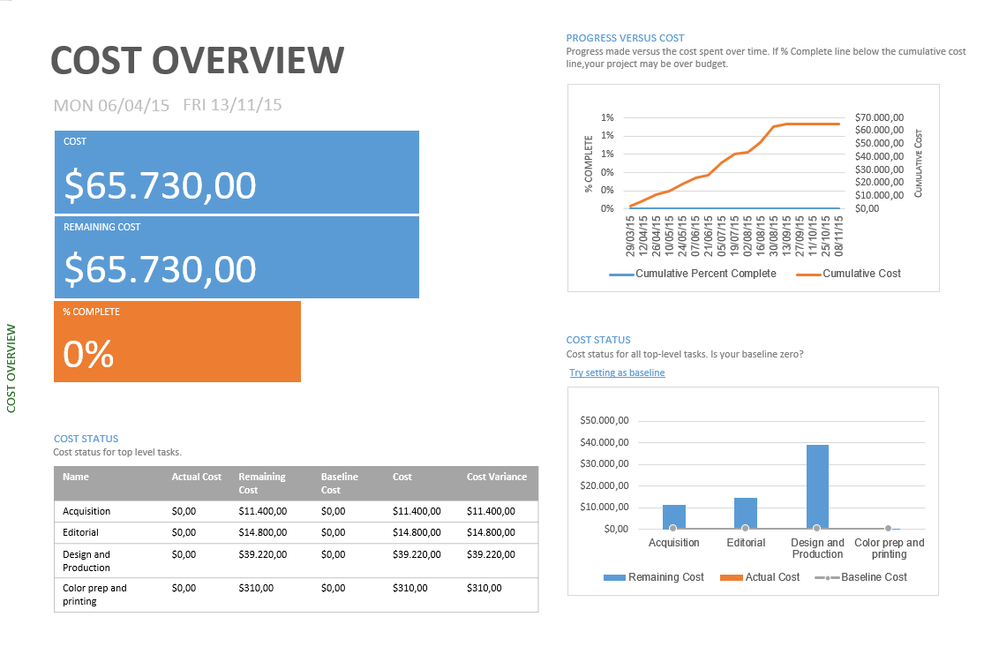 COST OVERVIEW
MON 06/04/15 FRI 13/11/15
COST
$65.730,00
REMAINING COST
$65.730,00
% COMPLETE
0%
COST OVERVIEW
COST STATUS
Cost status for top level tasks.
Name Actual Cost Remaining Cost Baseline Cost Cost Cost Variance
Acquisition $0,00 $11.400,00 $0,00 $11.400,00 $11.400,00
Editorial $0,00 $14.800,00 $0,00 $14.800,00 $14.800,00
Design and Production $0,00 $39.220,00 $0,00 $39.220,00 $39.220,00
Color prep and printing $0,00 $310,00 $0,00 $310,00 $310,00
PROGRESS VERSUS COST
Progress made versus the cost spent over time. If % Complete line below the cumulative cost
line,your project may be over budget.
% COMPLETE
1%
1%
1%
0%
0%
0%
$70.000,00
$60.000,00
$50.000,00
$40.000,00
$30.000,00
$20.000,00
$10.000,00
$0,00
CUMULATIVE COST
29/03/15
12/04/15
26/04/15
10/05/15
24/05/15
07/06/15
21/06/15
05/07/15
19/07/15
02/08/15
16/08/15
30/08/15
13/09/15
27/09/15
11/10/15
25/10/15
08/11/15
Cumulative Percent Complete Cumulative Cost
COST STATUS
Cost status for all top-level tasks. Is your baseline zero?
Try setting as baseline
$50.000,00
$40.000,00
$30.000,00
$20.000,00
$10.000,00
$0,00
Acquisition Editorial Design and Production Color prep and printing
Remaining Cost Actual Cost Baseline Cost